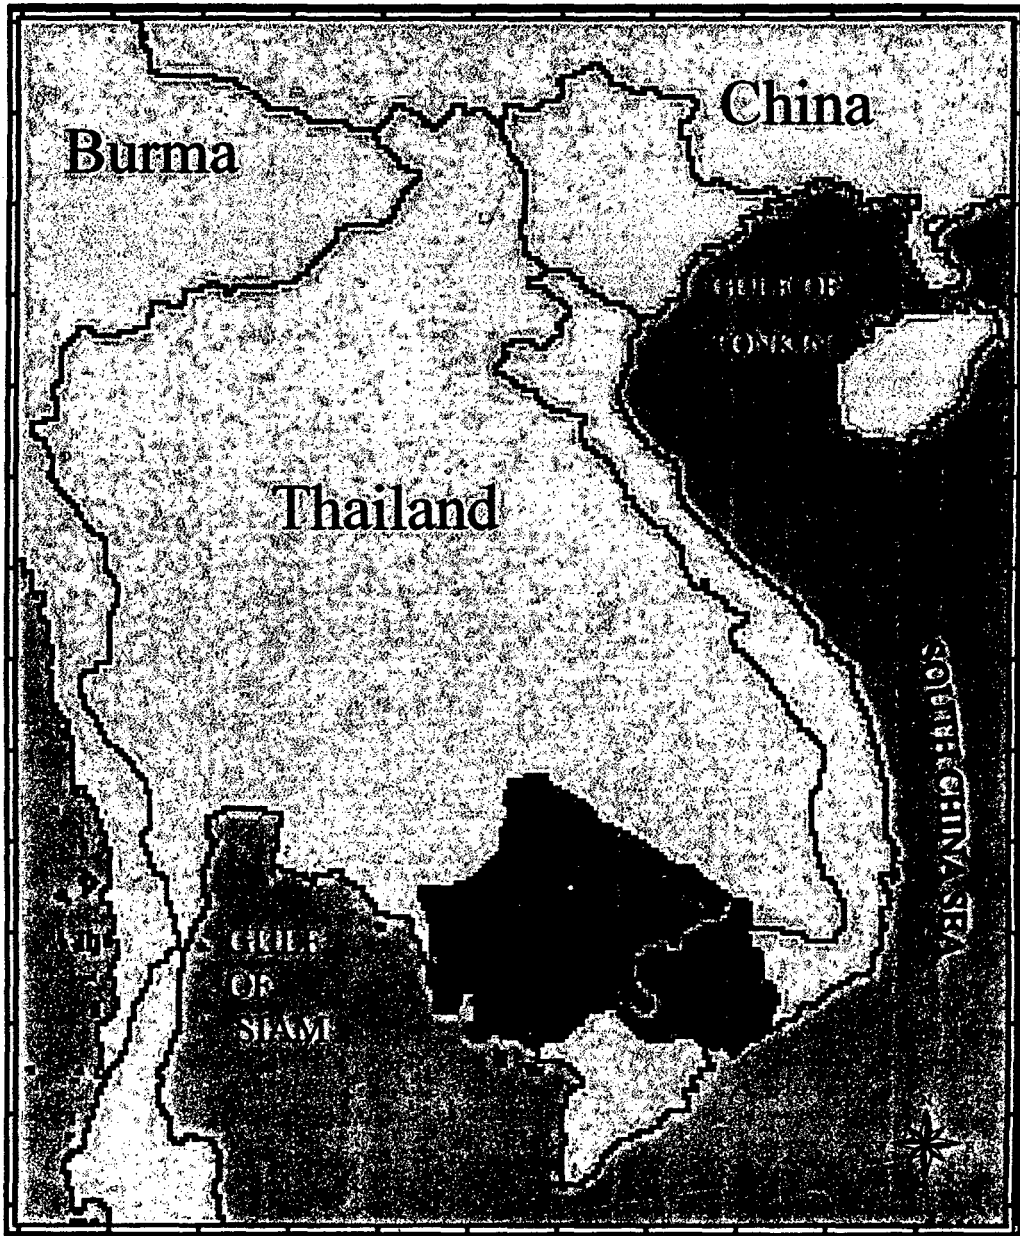 China
Burma
GULF OF
TONKIN
Thailand
SOUTH CHINA SEA
GULF
OF
SIAM